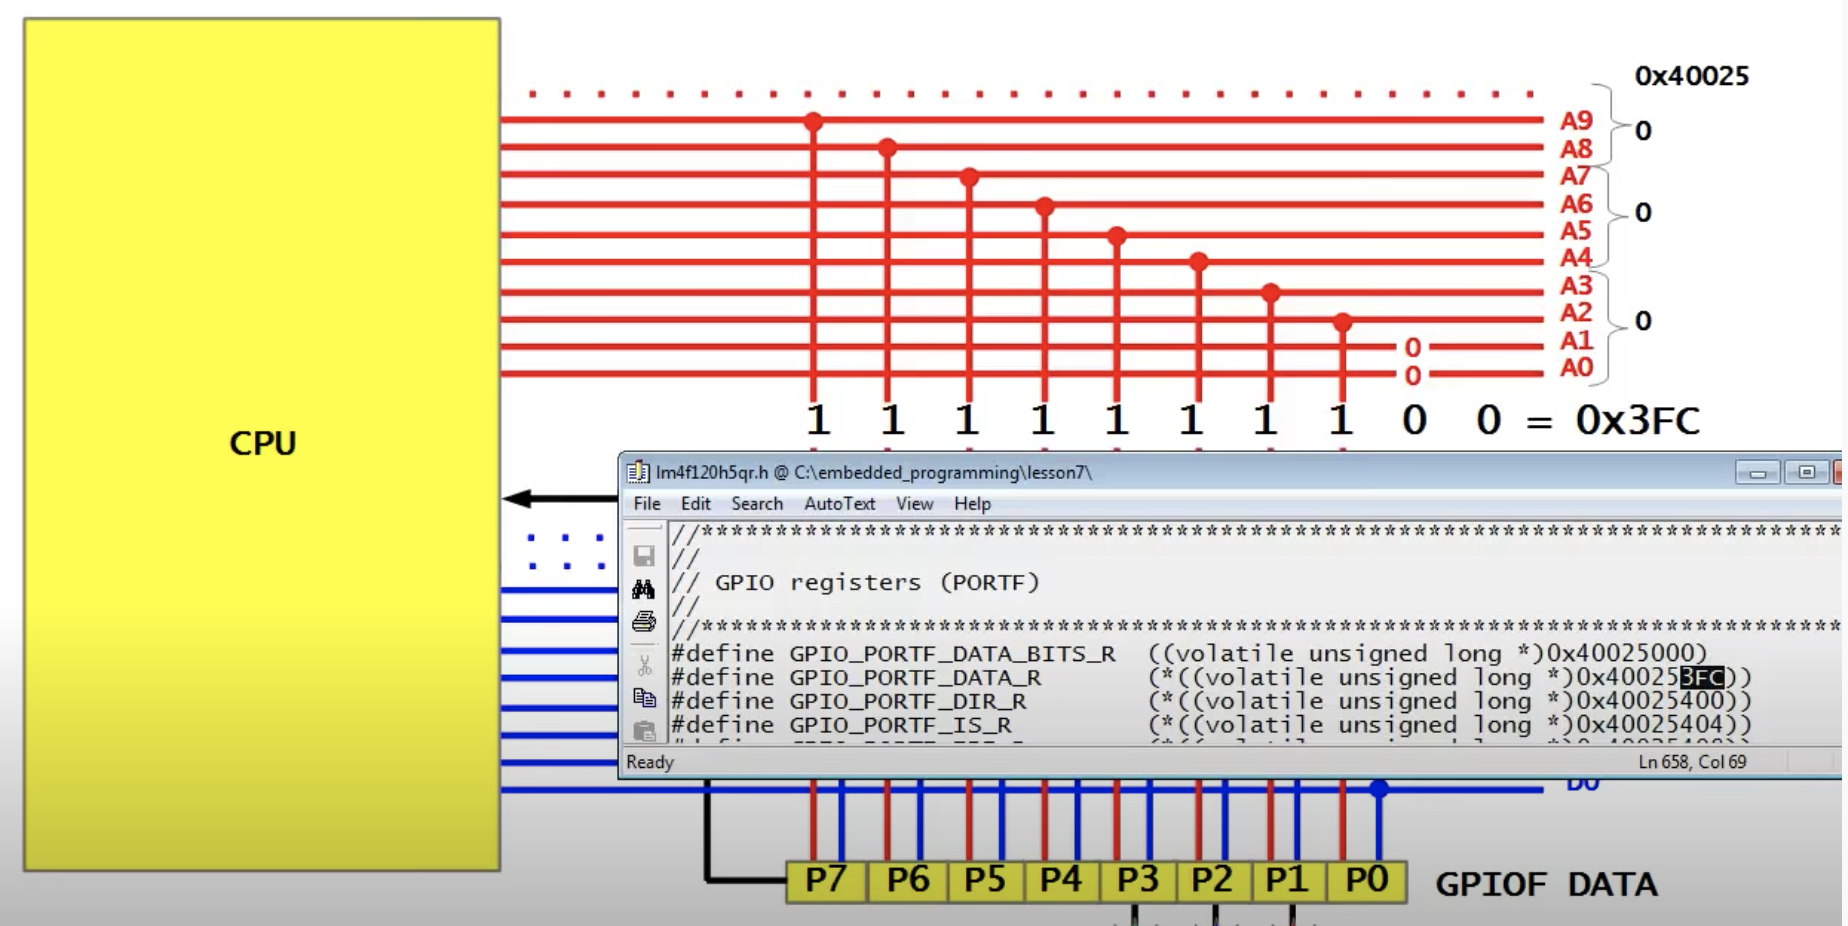 0x40025
A9
0
A8
A7
A6
0
A5
A4
A3
A2
0
A1
0
A0
0
1 1 1 1 1 1 1 1 0 0 = 0x3FC
CPU
lm4f120h5qr.h @ C:\embedded_programming\lesson7\
File Edit Search AutoText View Help
//*****************************************************************************
//
// GPIO registers (PORTF)
//
//*****************************************************************************
#define GPIO_PORTF_DATA_BITS_R ((volatile unsigned long *)0x40025000)
#define GPIO_PORTF_DATA_R (*((volatile unsigned long *)0x400253FC))
#define GPIO_PORTF_DIR_R (*((volatile unsigned long *)0x40025400))
#define GPIO_PORTF_IS_R (*((volatile unsigned long *)0x40025404))
Ready Ln 658, Col 69
D0
P7 P6 P5 P4 P3 P2 P1 P0 GPIOF DATA